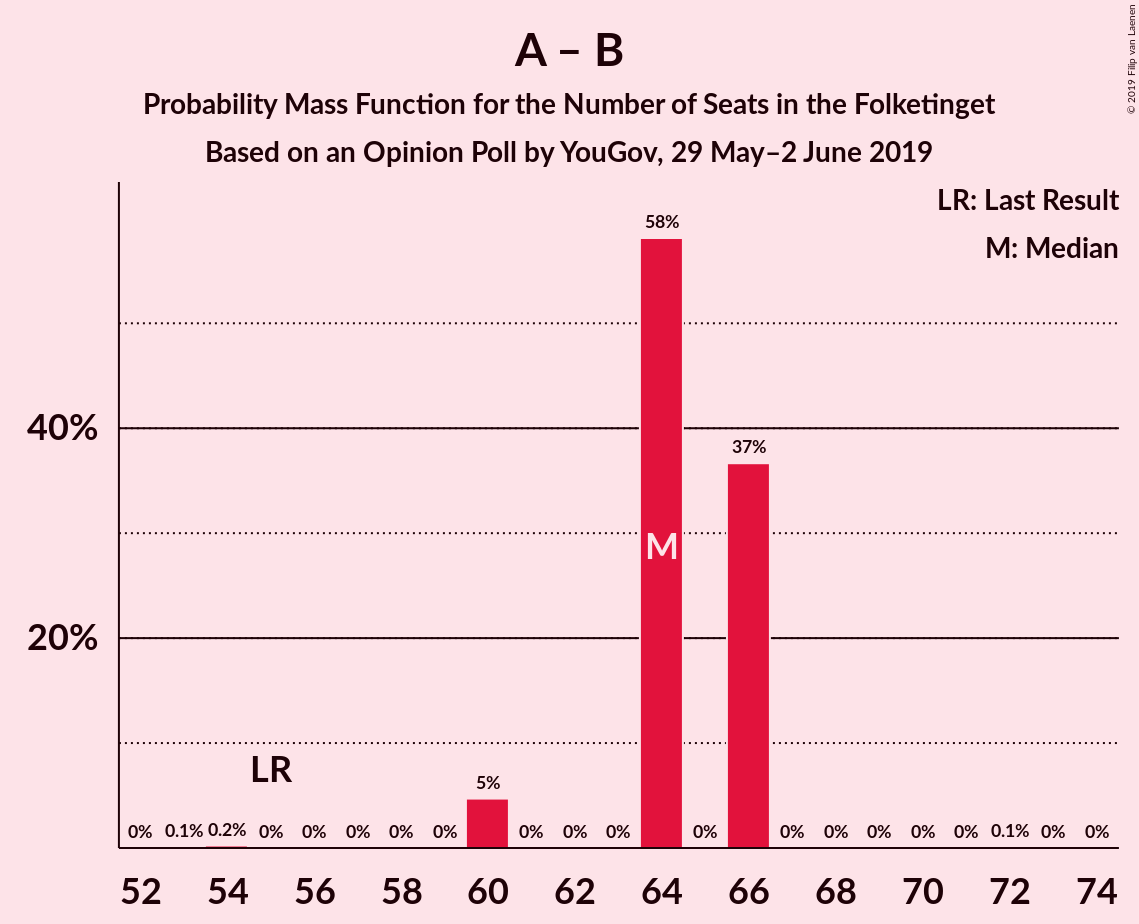 A – B
Probability Mass Function for the Number of Seats in the Folketinget
Based on an Opinion Poll by YouGov, 29 May–2 June 2019
© 2019 Filip van Laenen
LR: Last Result
M: Median
58%
40%
37%
M
20%
LR
5%
0% 0.1% 0.2% 0% 0% 0% 0% 0% 0% 0% 0% 0% 0% 0% 0% 0% 0% 0.1% 0% 0%
52 54 56 58 60 62 64 66 68 70 72 74